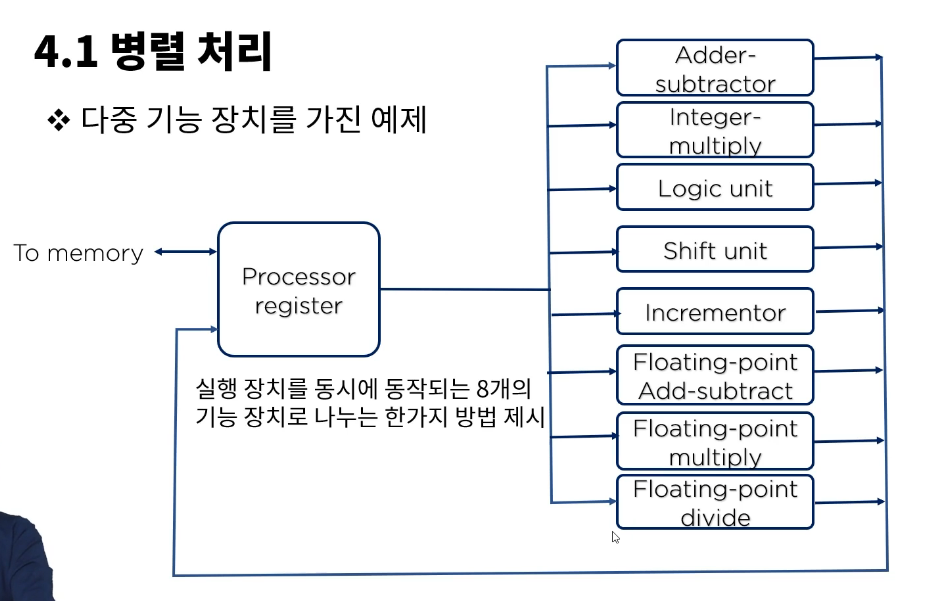 4.1 병렬 처리
❖ 다중 기능 장치를 가진 예제
To memory
Processor
register
실행 장치를 동시에 동작되는 8개의
기능 장치로 나누는 한가지 방법 제시
Adder-
subtractor
Integer-
multiply
Logic unit
Shift unit
Incrementor
Floating-point
Add-subtract
Floating-point
multiply
Floating-point
divide